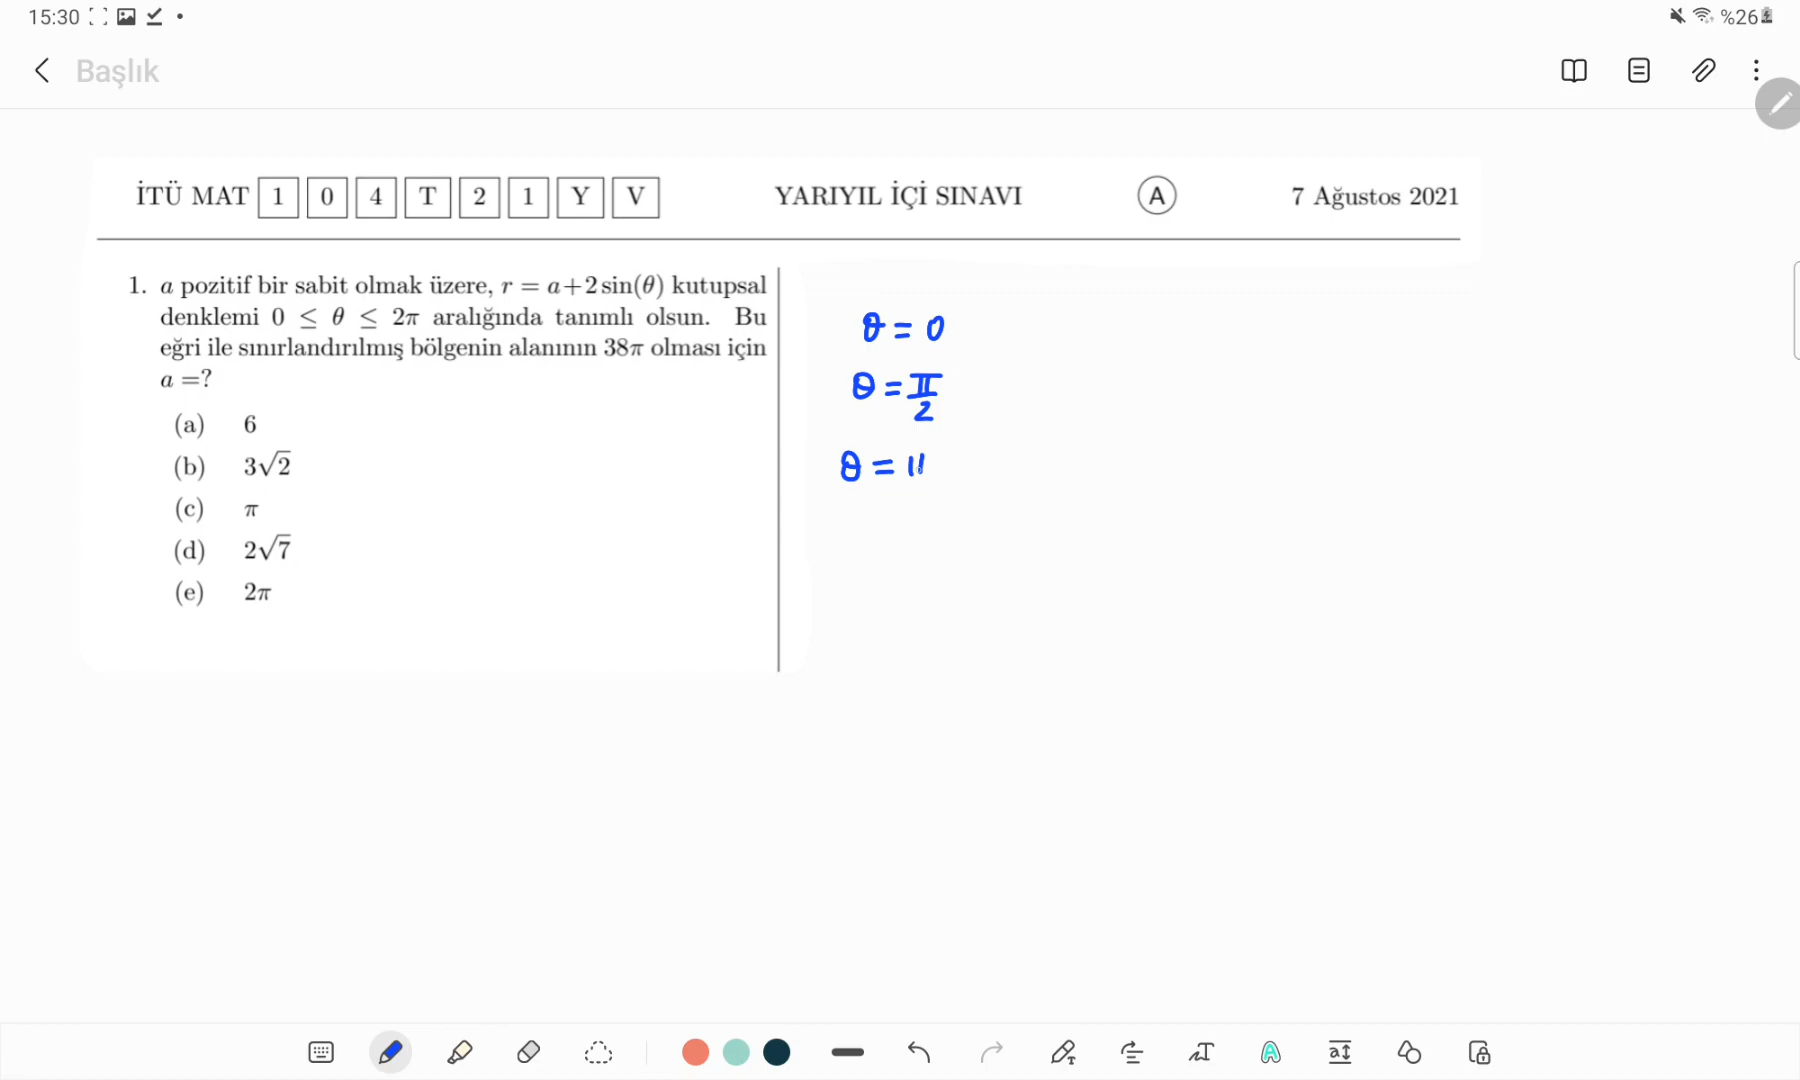 15:30
%26
Başlık
İTÜ MAT 1 0 4 T 2 1 Y V YARIYIL İÇİ SINAVI A 7 Ağustos 2021
1. a pozitif bir sabit olmak üzere, r = a+2 sin(θ) kutupsal
denklemi 0 ≤ θ ≤ 2π aralığında tanımlı olsun. Bu
eğri ile sınırlandırılmış bölgenin alanının 38π olması için
a =?
(a) 6
(b) 3√2
(c) π
(d) 2√7
(e) 2π
θ = 0
θ = π/2
θ =